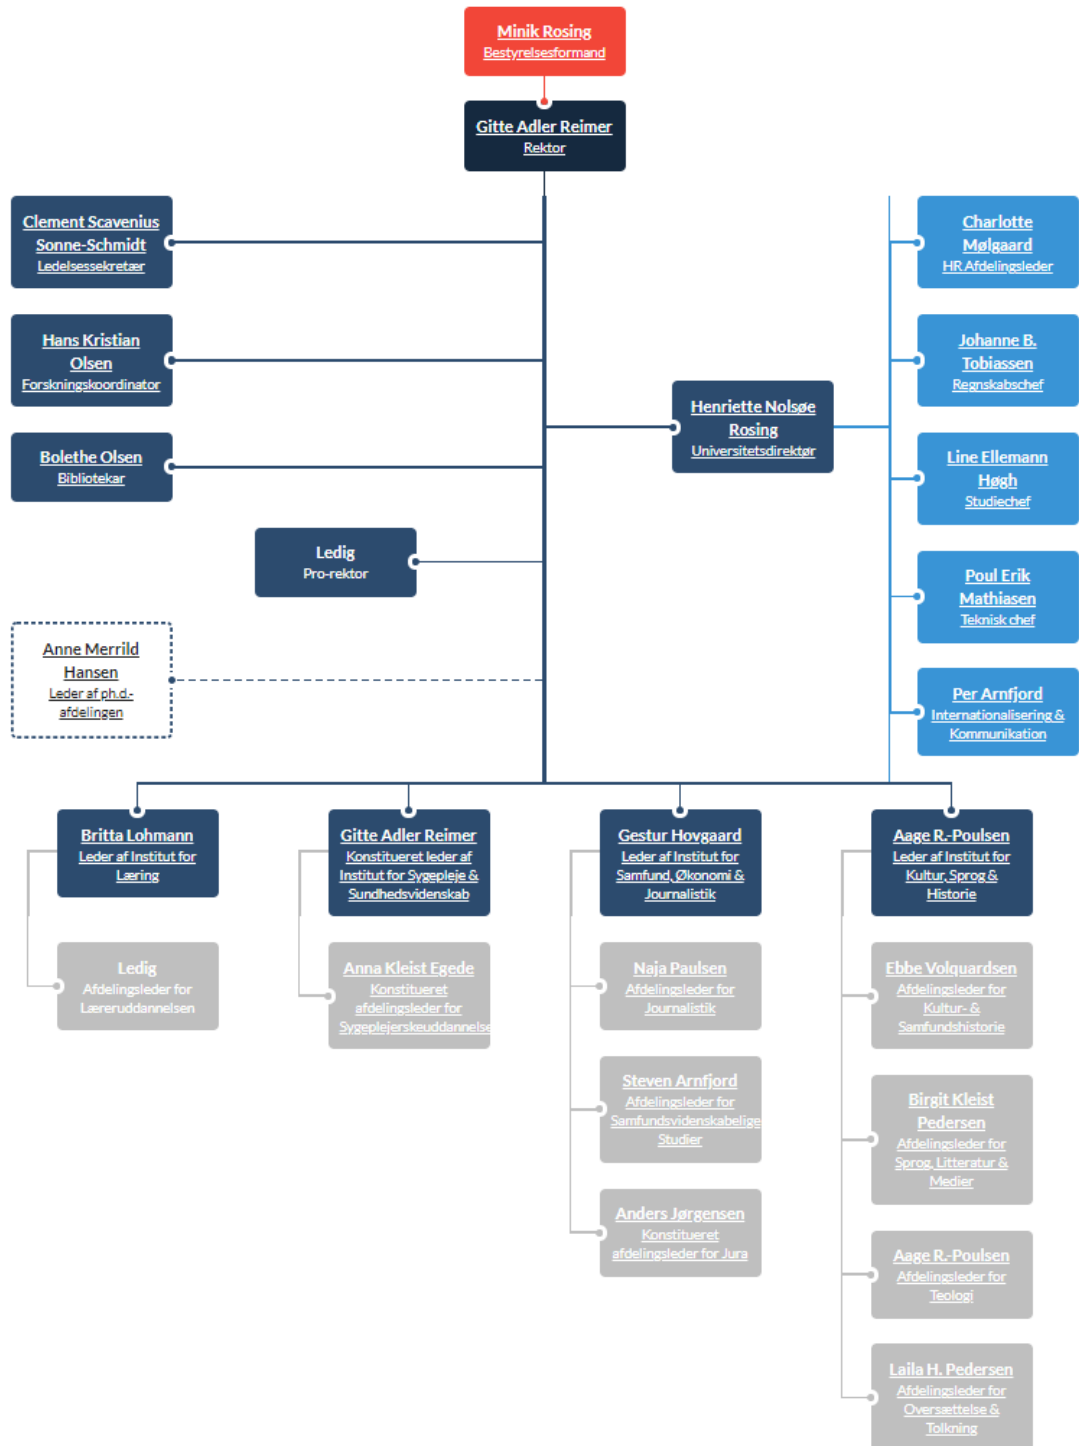 Minik Rosing
Bestyrelsesformand
Gitte Adler Reimer
Rektor
Clement Scavenius
Sonne-Schmidt
Ledelsessekretær
Hans Kristian
Olsen
Forskningskoordinator
Bolethe Olsen
Bibliotekar
Ledig
Pro-rektor
Anne Merrild
Hansen
Leder af ph.d.-
afdelingen
Henriette Nolsøe
Rosing
Universitetsdirektør
Charlotte
Mølgaard
HR Afdelingsleder
Johanne B.
Tobiassen
Regnskabschef
Line Ellemann
Høgh
Studiechef
Poul Erik
Mathiasen
Teknisk chef
Per Arnfjord
Internationalisering &
Kommunikation
Britta Lohmann
Leder af Institut for
Læring
Ledig
Afdelingsleder for
Læreruddannelsen
Gitte Adler Reimer
Konstitueret leder af
Institut for Sygepleje &
Sundhedsvidenskab
Anna Kleist Egede
Konstitueret
afdelingsleder for
Sygeplejerskeuddannelse
Gestur Hovgaard
Leder af Institut for
Samfund, Økonomi &
Journalistik
Naja Paulsen
Afdelingsleder for
Journalistik
Steven Arnfjord
Afdelingsleder for
Samfundsvidenskabelige
Studier
Anders Jørgensen
Konstitueret
afdelingsleder for Jura
Aage R.-Poulsen
Leder af Institut for
Kultur, Sprog &
Historie
Ebbe Volquardsen
Afdelingsleder for
Kultur- &
Samfundshistorie
Birgit Kleist
Pedersen
Afdelingsleder for
Sprog, Litteratur &
Medier
Aage R.-Poulsen
Afdelingsleder for
Teologi
Laila H. Pedersen
Afdelingsleder for
Oversættelse &
Tolkning